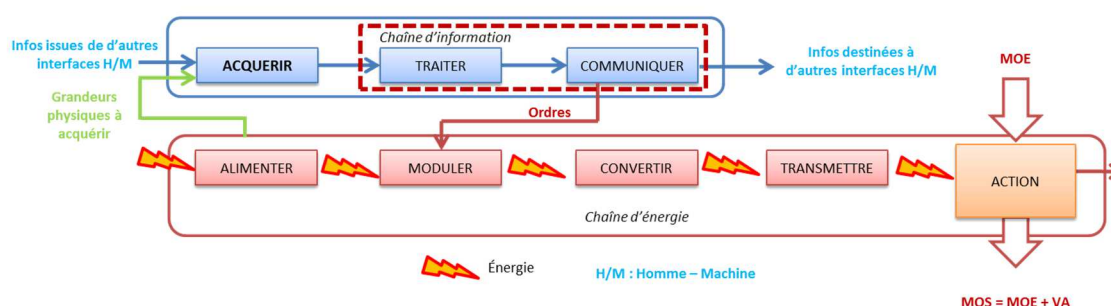 Chaîne d'information
Infos issues de d'autres
interfaces H/M
ACQUERIR
TRAITER
COMMUNIQUER
Infos destinées à
d'autres interfaces H/M
MOE
Grandeurs
physiques à
acquérir
Ordres
ALIMENTER
MODULER
CONVERTIR
TRANSMETTRE
ACTION
Chaîne d'énergie
Énergie
H/M : Homme – Machine
MOS = MOE + VA